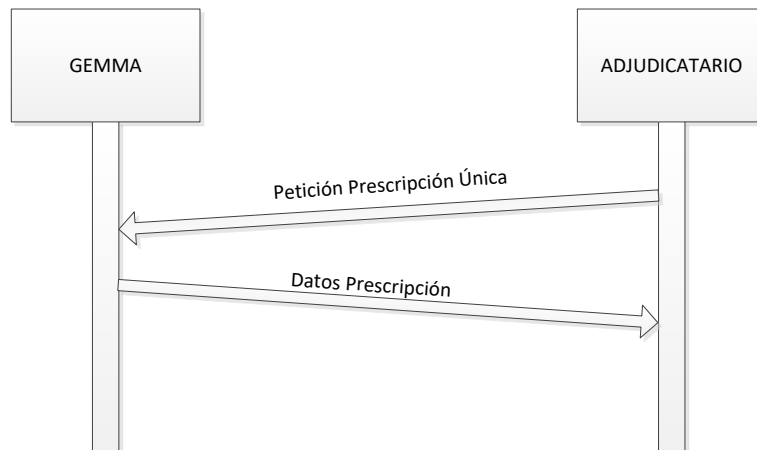 GEMMA
ADJUDICATARIO
Petición Prescripción Única
Datos Prescripción